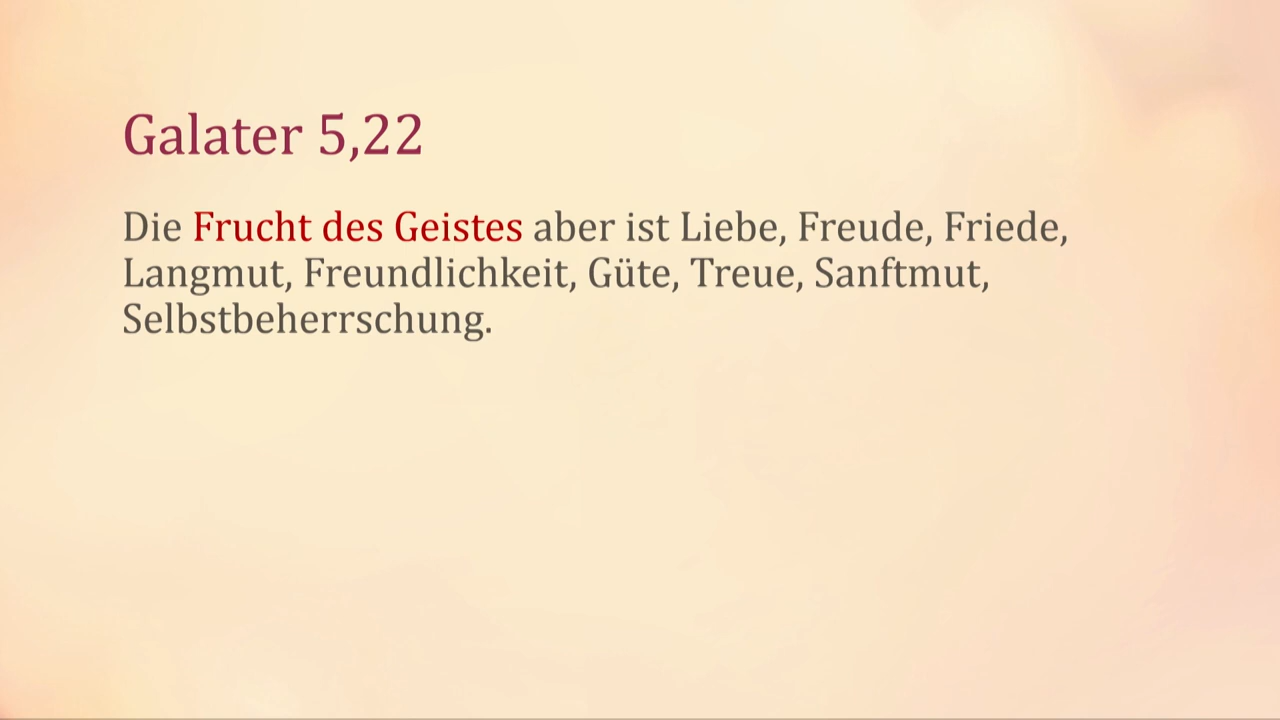 Galater 5,22
Die Frucht des Geistes aber ist Liebe, Freude, Friede,
Langmut, Freundlichkeit, Güte, Treue, Sanftmut,
Selbstbeherrschung.